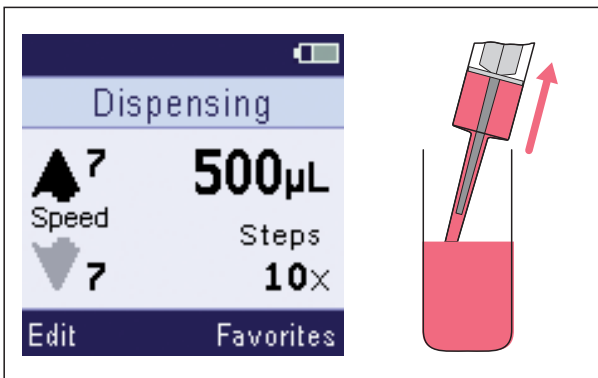 Dispensing
7 500µL
Speed
Steps
7 10×
Edit Favorites